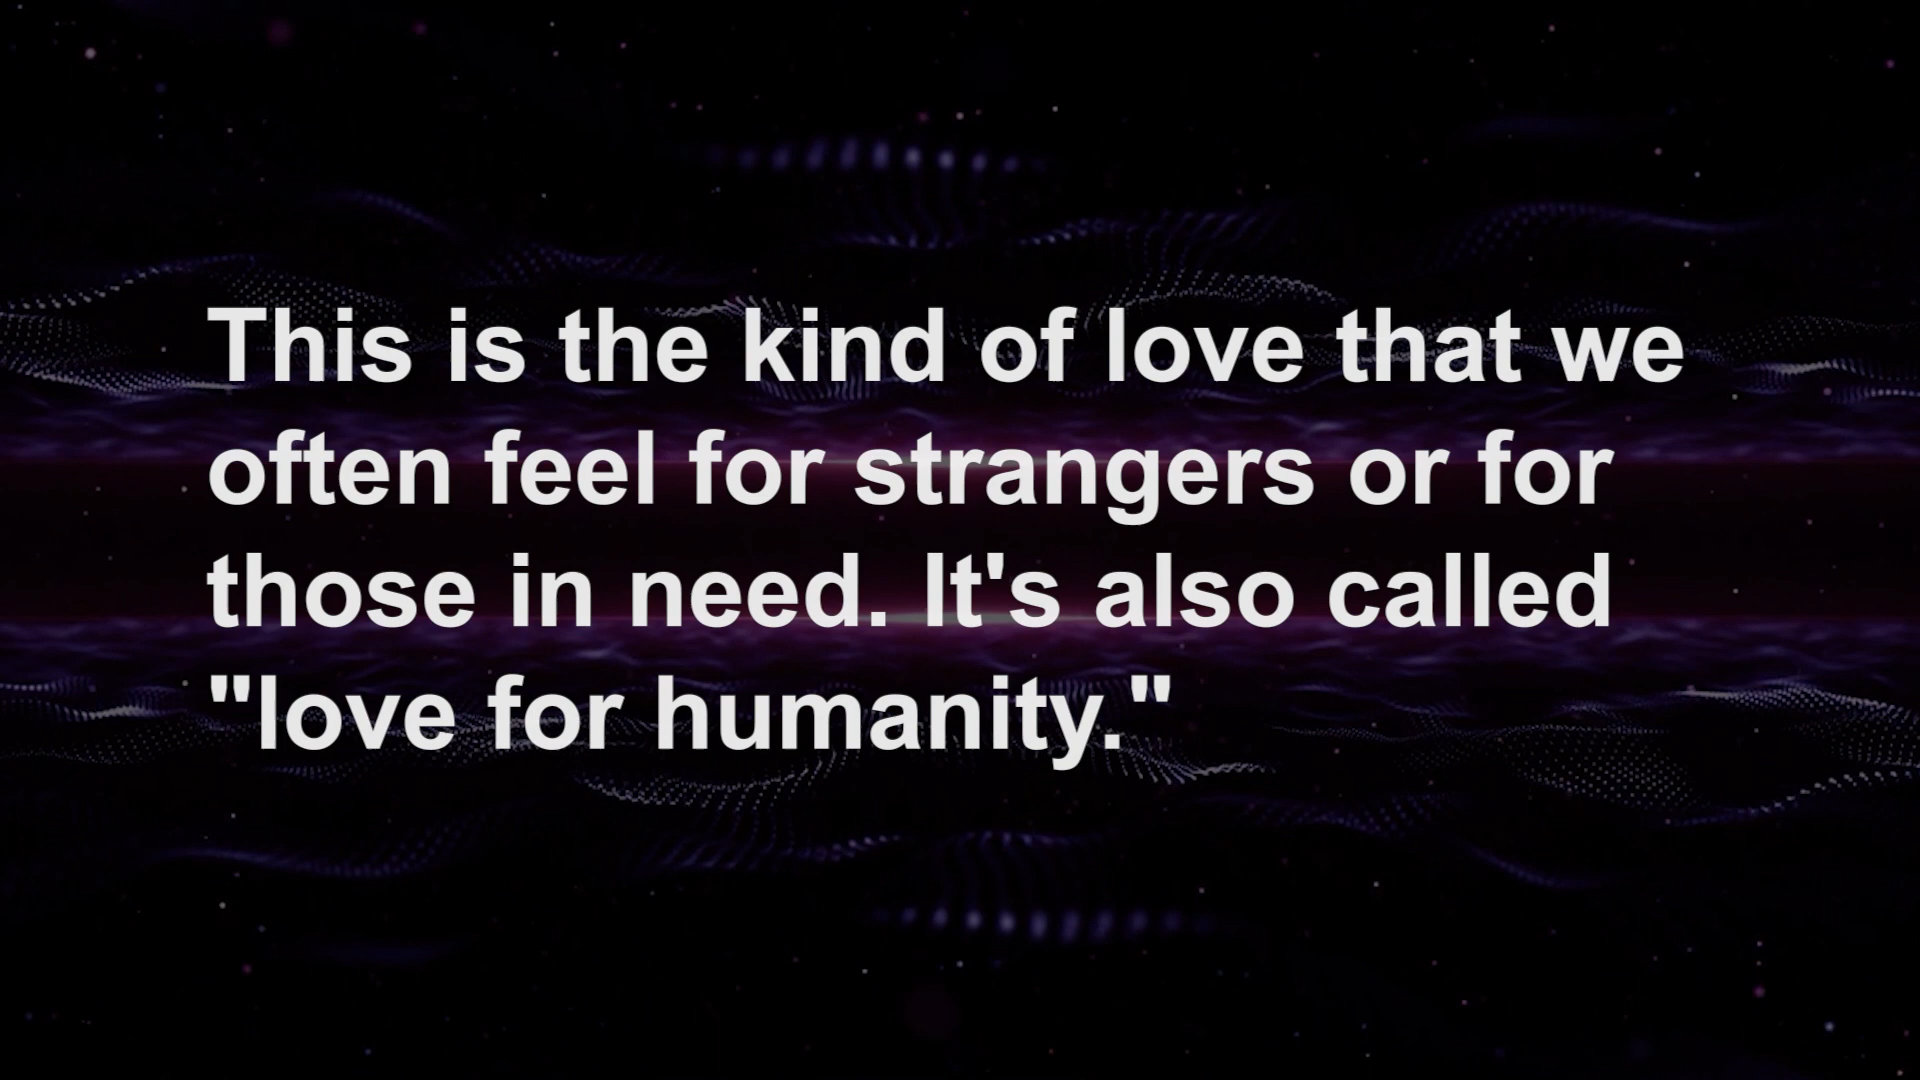 This is the kind of love that we
often feel for strangers or for
those in need. It's also called
"love for humanity."